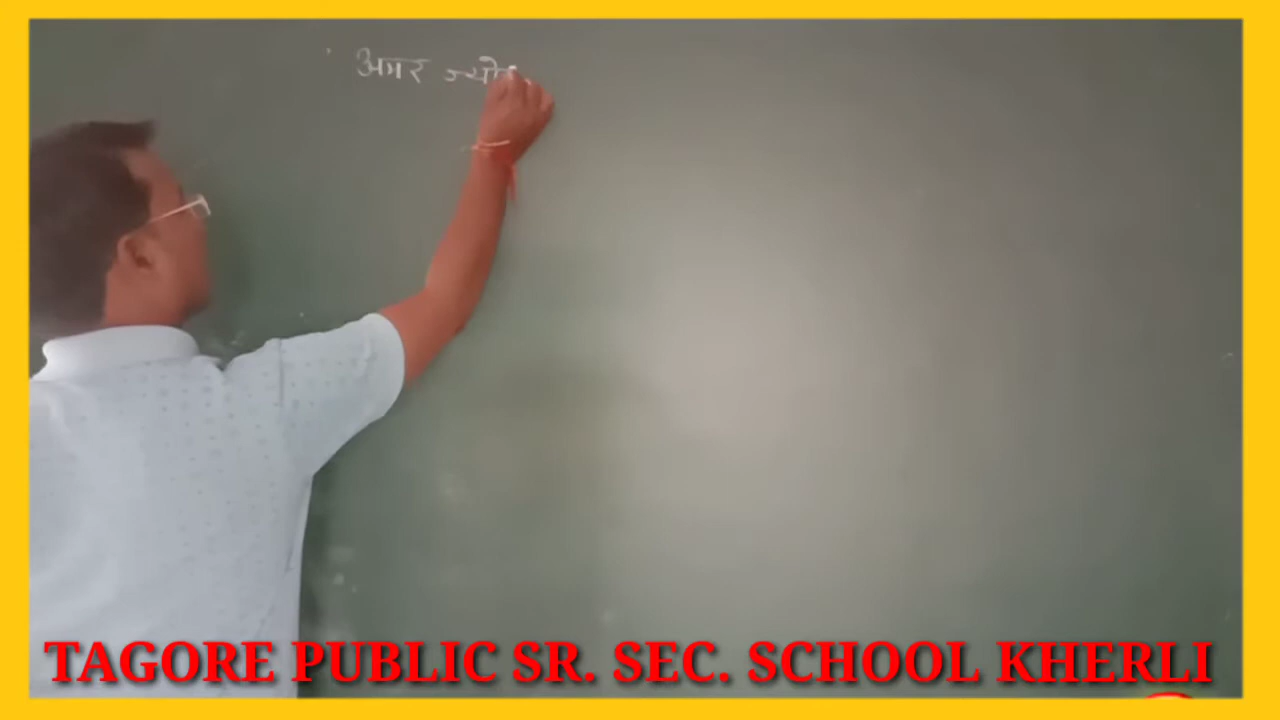 अमर
TAGORE PUBLIC SR. SEC. SCHOOL KHERLI